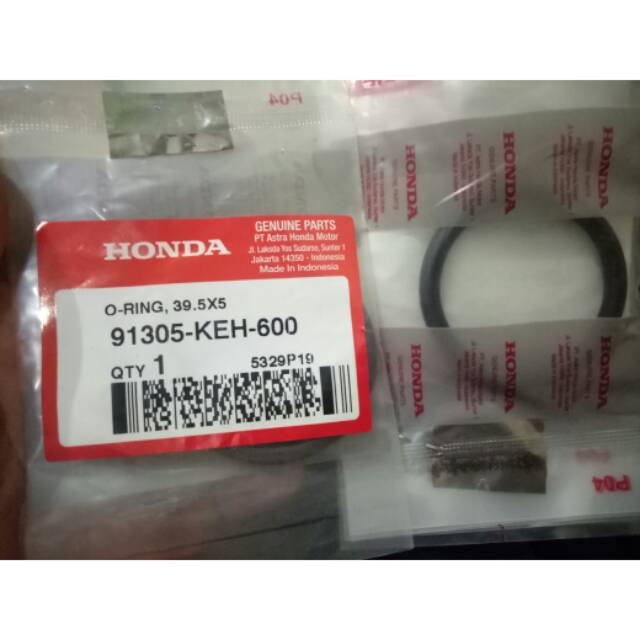 P04
HONDA
GENUINE PARTS
PT Astra Honda Motor
Jl. Laksda Yos Sudarso, Sunter 1
Jakarta 14350 - Indonesia
Made In Indonesia
O-RING, 39.5X5
91305-KEH-600
QTY 1
5329P19
HONDA
HONDA
HONDA
HONDA
P04